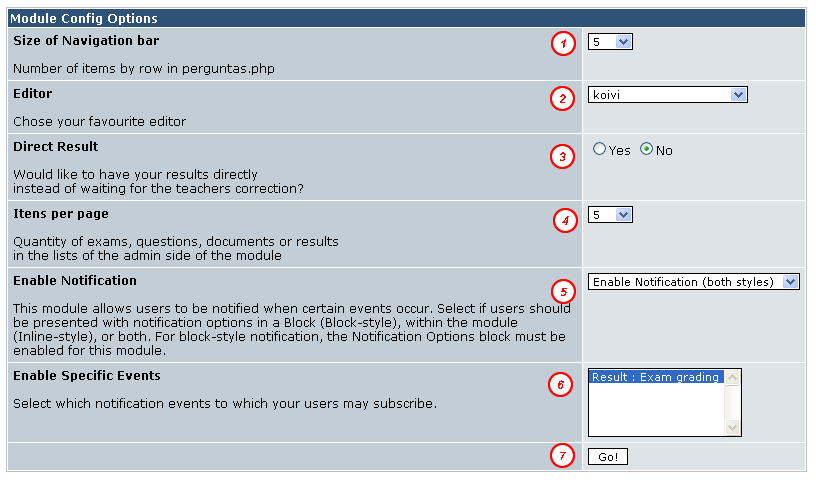 Module Config Options
Size of Navigation bar
1
5
Number of items by row in perguntas.php
Editor
2
koivi
Chose your favourite editor
Direct Result
3
Yes No
Would like to have your results directly
instead of waiting for the teachers correction?
Itens per page
4
5
Quantity of exams, questions, documents or results
in the lists of the admin side of the module
Enable Notification
5
Enable Notification (both styles)
This module allows users to be notified when certain events occur. Select if users should
be presented with notification options in a Block (Block-style), within the module
(Inline-style), or both. For block-style notification, the Notification Options block must be
enabled for this module.
Enable Specific Events
6
Result : Exam grading
Select which notification events to which your users may subscribe.
7
Go!